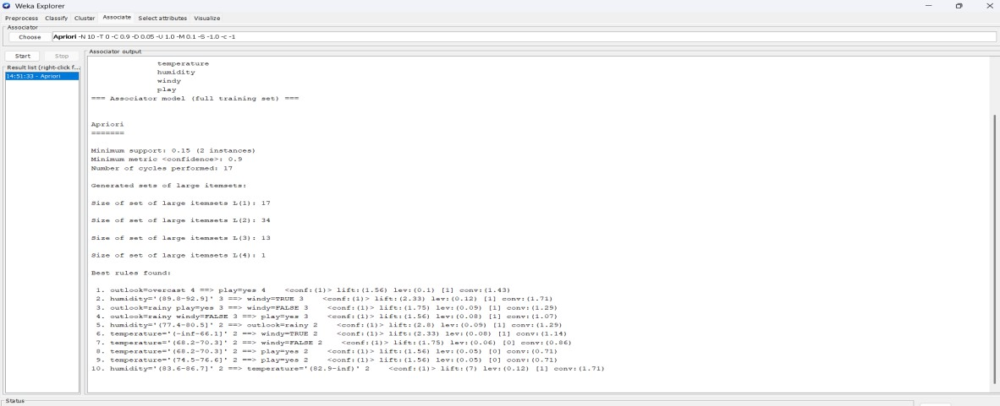 Weka Explorer
Preprocess Classify Cluster Associate Select attributes Visualize
Associator
Choose Apriori -N 10 -T 0 -C 0.9 -D 0.05 -U 1.0 -M 0.1 -S -1.0 -c -1
Start Stop
Result list (right-click f...
14:51:33 - Apriori
Associator output
temperature
humidity
windy
play
=== Associator model (full training set) ===
Apriori
=======
Minimum support: 0.15 (2 instances)
Minimum metric <confidence>: 0.9
Number of cycles performed: 17
Generated sets of large itemsets:
Size of set of large itemsets L(1): 17
Size of set of large itemsets L(2): 34
Size of set of large itemsets L(3): 13
Size of set of large itemsets L(4): 1
Best rules found:
1. outlook=overcast 4 ==> play=yes 4 <conf:(1)> lift:(1.56) lev:(0.1) [1] conv:(1.43)
2. humidity='(89.8-92.9]' 3 ==> windy=TRUE 3 <conf:(1)> lift:(2.33) lev:(0.12) [1] conv:(1.71)
3. outlook=rainy play=yes 3 ==> windy=FALSE 3 <conf:(1)> lift:(1.75) lev:(0.09) [1] conv:(1.29)
4. outlook=rainy windy=FALSE 3 ==> play=yes 3 <conf:(1)> lift:(1.56) lev:(0.08) [1] conv:(1.07)
5. humidity='(77.4-80.5]' 2 ==> outlook=rainy 2 <conf:(1)> lift:(2.8) lev:(0.09) [1] conv:(1.29)
6. temperature='(-inf-66.1]' 2 ==> windy=TRUE 2 <conf:(1)> lift:(2.33) lev:(0.08) [1] conv:(1.14)
7. temperature='(68.2-70.3]' 2 ==> windy=FALSE 2 <conf:(1)> lift:(1.75) lev:(0.06) [0] conv:(0.86)
8. temperature='(68.2-70.3]' 2 ==> play=yes 2 <conf:(1)> lift:(1.56) lev:(0.05) [0] conv:(0.71)
9. temperature='(74.5-76.6]' 2 ==> play=yes 2 <conf:(1)> lift:(1.56) lev:(0.05) [0] conv:(0.71)
10. humidity='(83.6-86.7]' 2 ==> temperature='(82.9-inf)' 2 <conf:(1)> lift:(7) lev:(0.12) [1] conv:(1.71)
Status